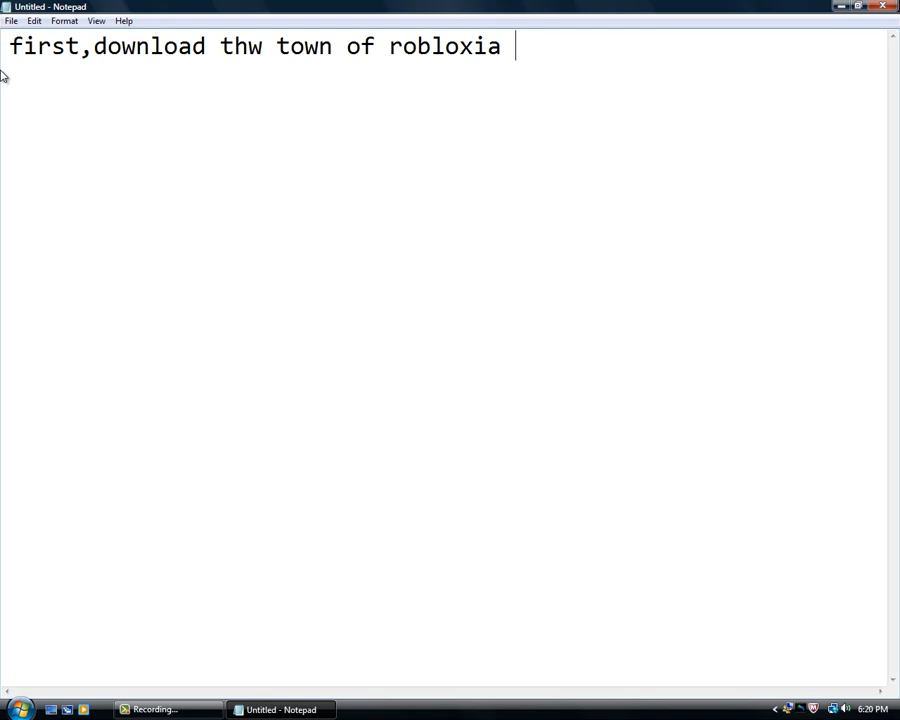 Untitled - Notepad
File Edit Format View Help
first,download thw town of robloxia
Recording...
Untitled - Notepad
6:20 PM